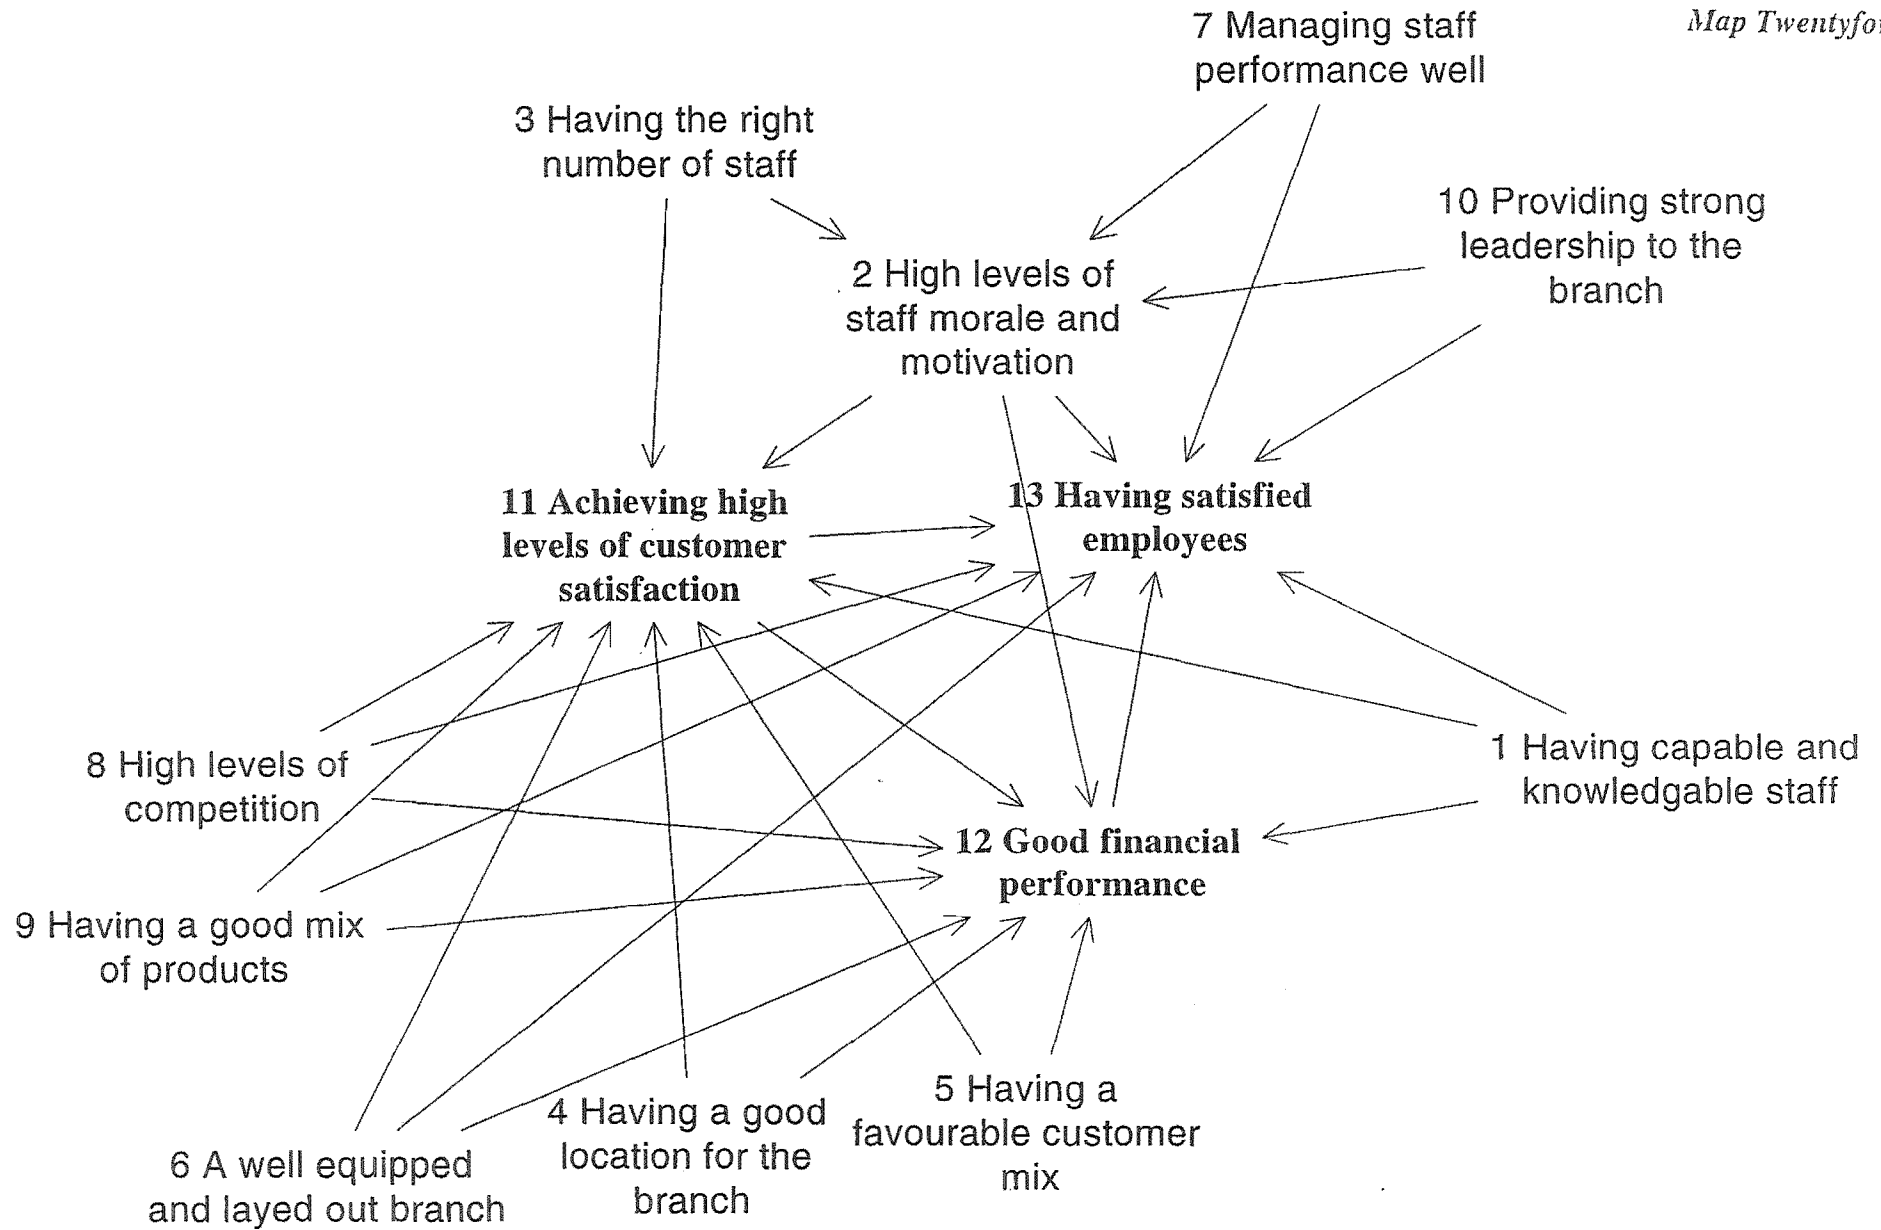 7 Managing staff
performance well
Map Twentyfo
3 Having the right
number of staff
10 Providing strong
leadership to the
branch
2 High levels of
staff morale and
motivation
11 Achieving high
levels of customer
satisfaction
13 Having satisfied
employees
8 High levels of
competition
1 Having capable and
knowledgable staff
12 Good financial
performance
9 Having a good mix
of products
5 Having a
favourable customer
mix
4 Having a good
location for the
branch
6 A well equipped
and layed out branch